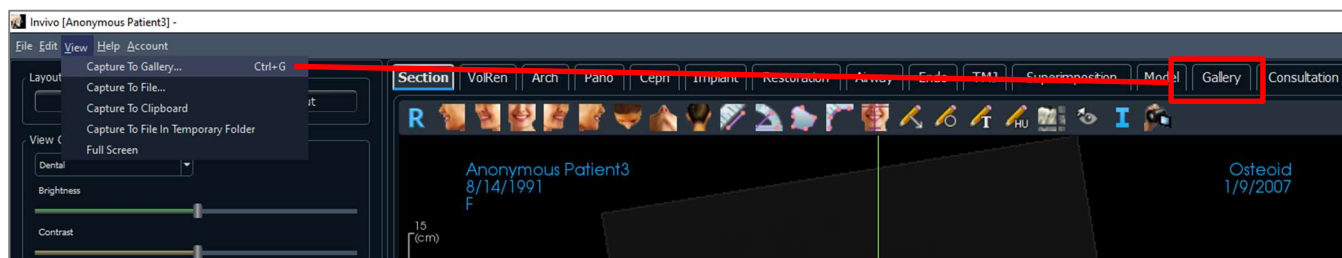 Invivo [Anonymous Patient3] -
File Edit View Help Account
Capture To Gallery... Ctrl+G
Capture To File...
Capture To Clipboard
Capture To File In Temporary Folder
Full Screen
Layout
View
Dental
Brightness
Contrast
Section VolRen Arch Pano Ceph Implant Restoration Airway Endo TMJ Superimposition Model Gallery Consultation
R T HU I
Anonymous Patient3
8/14/1991
F
Osteoid
1/9/2007
15
(cm)